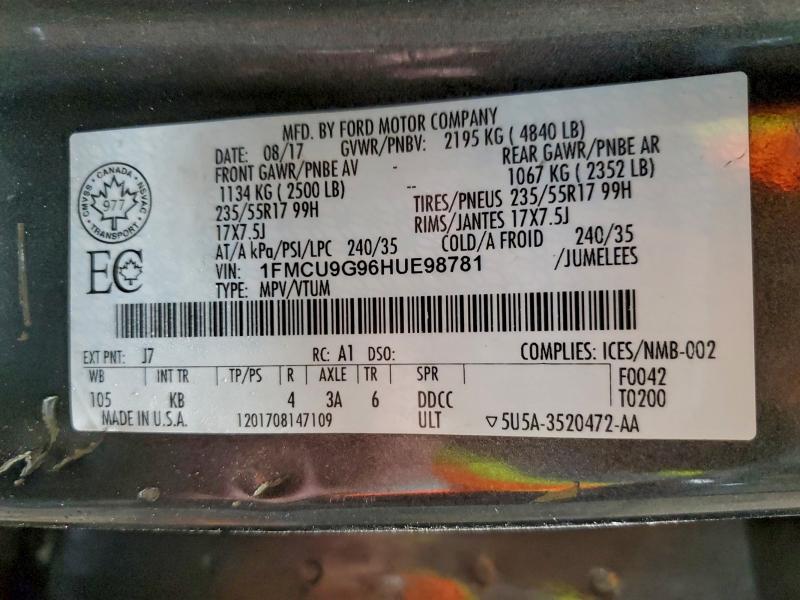 MFD. BY FORD MOTOR COMPANY
DATE: 08/17 GVWR/PNBV: 2195 KG ( 4840 LB)
FRONT GAWR/PNBE AV REAR GAWR/PNBE AR
1134 KG ( 2500 LB) -- 1067 KG ( 2352 LB)
235/55R17 99H TIRES/PNEUS 235/55R17 99H
17X7.5J -- RIMS/JANTES 17X7.5J
AT/A kPa/PSI/LPC 240/35 COLD/A FROID 240/35
VIN: 1FMCU9G96HUE98781 /JUMELEES
TYPE: MPV/VTUM
CMVSS · CANADA · NSVAC
977
TRANSPORT
EC
EXT PNT: J7 RC: A1 DSO: COMPLIES: ICES/NMB-002
WB INT TR TP/PS R AXLE TR SPR F0042
105 KB 4 3A 6 DDCC T0200
MADE IN U.S.A. 1201708147109 ULT ▽5U5A-3520472-AA